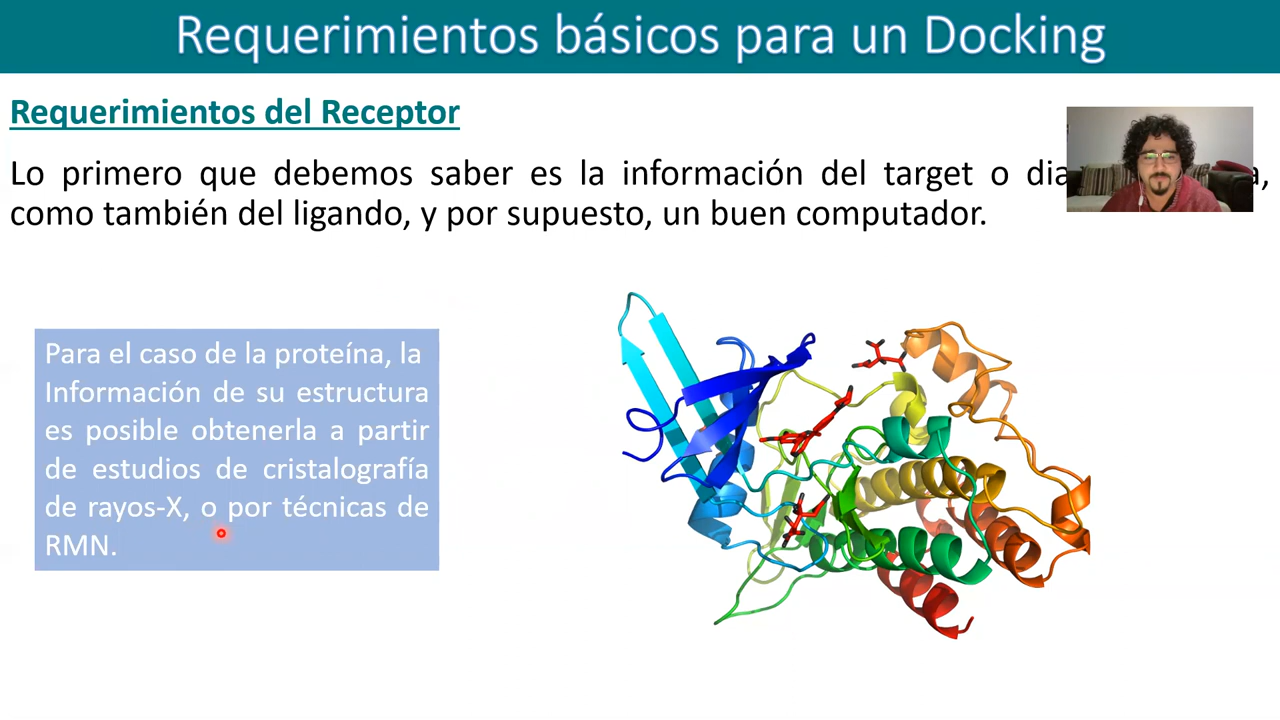 Requerimientos básicos para un Docking
Requerimientos del Receptor
Lo primero que debemos saber es la información del target o
como también del ligando, y por supuesto, un buen computador.
Para el caso de la proteína, la
Información de su estructura
es posible obtenerla a partir
de estudios de cristalografía
de rayos-X, o por técnicas de
RMN.